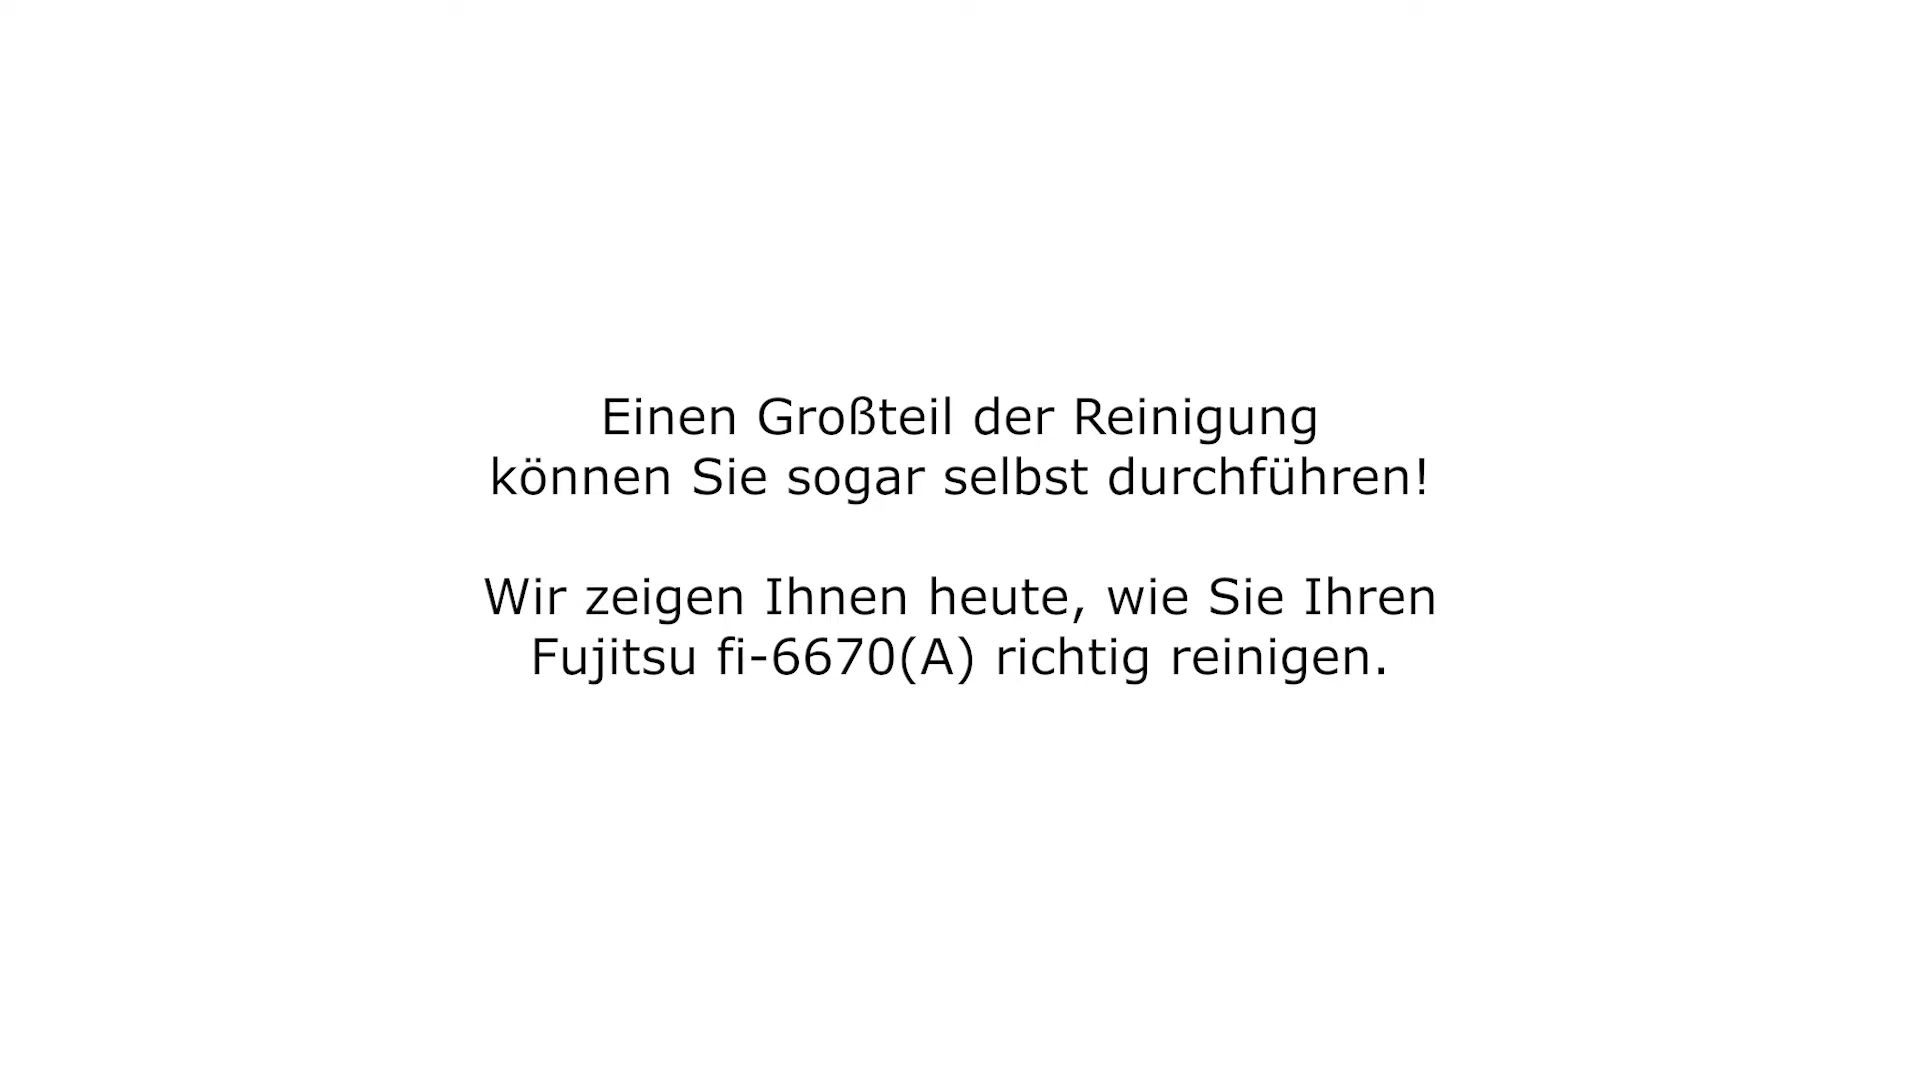 Einen Großteil der Reinigung
können Sie sogar selbst durchführen!
Wir zeigen Ihnen heute, wie Sie Ihren
Fujitsu fi-6670(A) richtig reinigen.